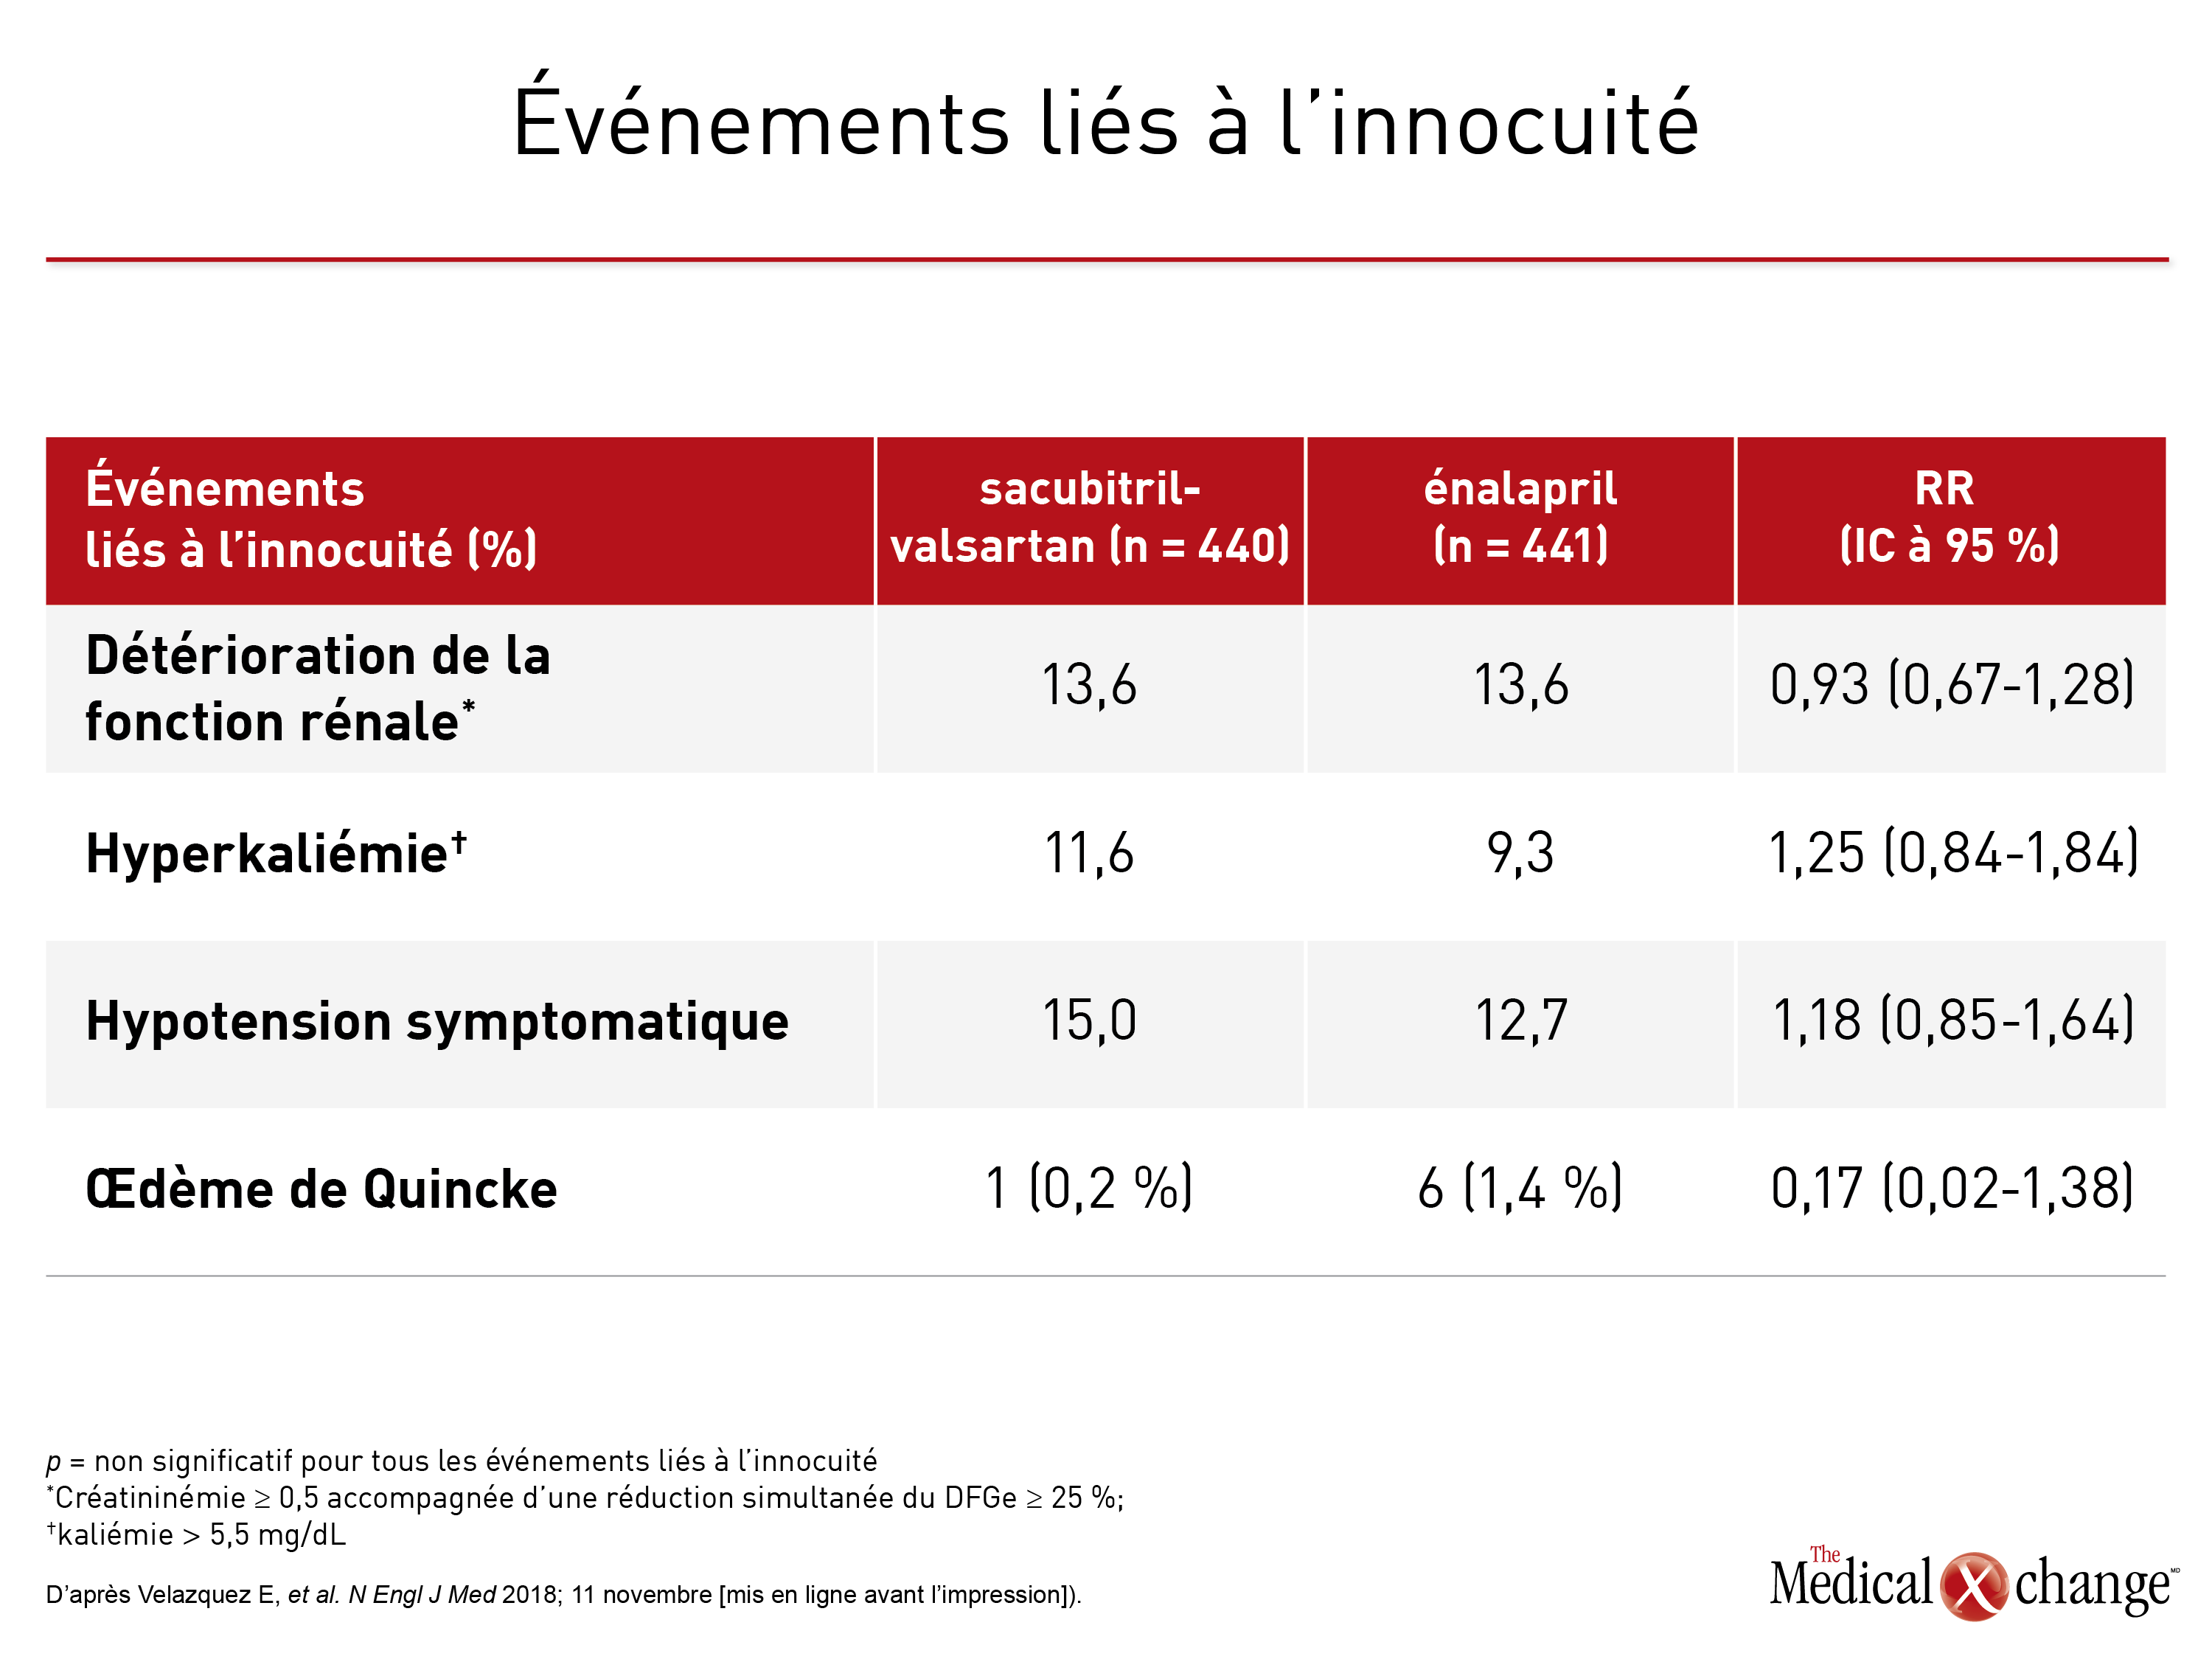 Événements liés à l’innocuité
Événements
liés à l’innocuité (%)
sacubitril-
valsartan (n = 440)
énalapril
(n = 441)
RR
(IC à 95 %)
Détérioration de la
fonction rénale*
13,6
13,6
0,93 (0,67-1,28)
Hyperkaliémie†
11,6
9,3
1,25 (0,84-1,84)
Hypotension symptomatique
15,0
12,7
1,18 (0,85-1,64)
Œdème de Quincke
1 (0,2 %)
6 (1,4 %)
0,17 (0,02-1,38)
p = non significatif pour tous les événements liés à l’innocuité
*Créatininémie ≥ 0,5 accompagnée d’une réduction simultanée du DFGe ≥ 25 %;
†kaliémie > 5,5 mg/dL
D’après Velazquez E, et al. N Engl J Med 2018; 11 novembre [mis en ligne avant l’impression]).
The
Medical X change MD